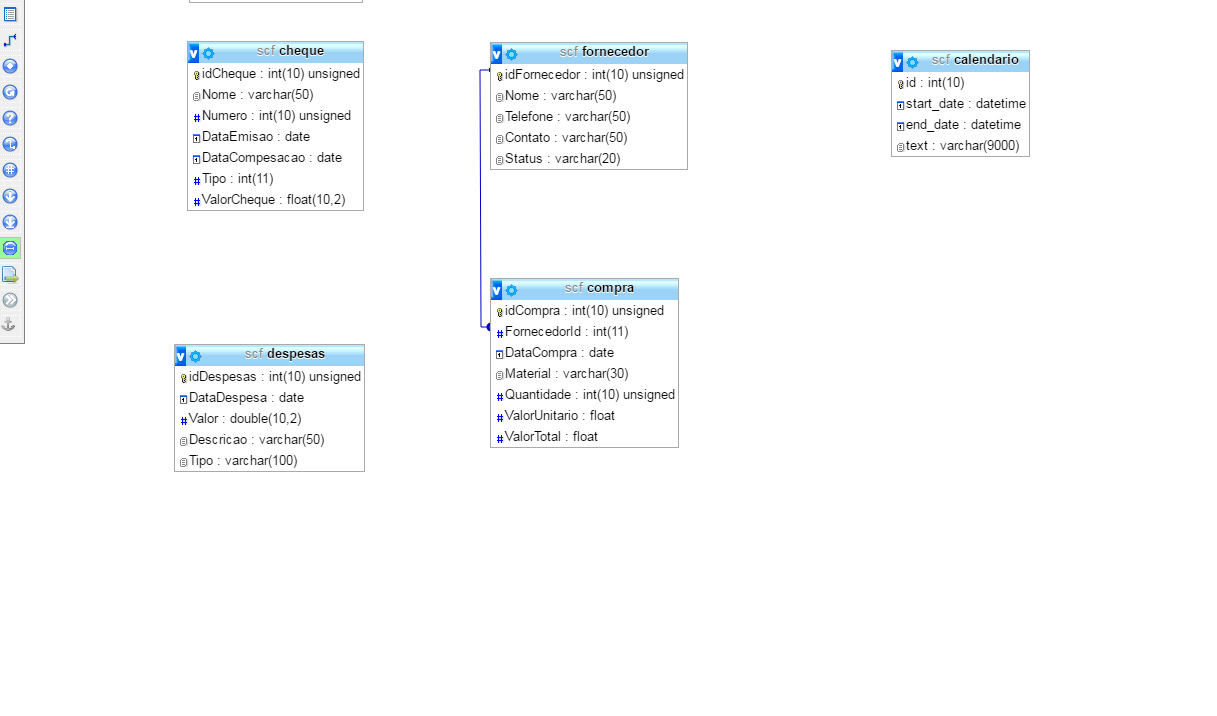 scf cheque
idCheque : int(10) unsigned
Nome : varchar(50)
Numero : int(10) unsigned
DataEmisao : date
DataCompesacao : date
Tipo : int(11)
ValorCheque : float(10,2)
scf fornecedor
idFornecedor : int(10) unsigned
Nome : varchar(50)
Telefone : varchar(50)
Contato : varchar(50)
Status : varchar(20)
scf calendario
id : int(10)
start_date : datetime
end_date : datetime
text : varchar(9000)
scf despesas
idDespesas : int(10) unsigned
DataDespesa : date
Valor : double(10,2)
Descricao : varchar(50)
Tipo : varchar(100)
scf compra
idCompra : int(10) unsigned
FornecedorId : int(11)
DataCompra : date
Material : varchar(30)
Quantidade : int(10) unsigned
ValorUnitario : float
ValorTotal : float